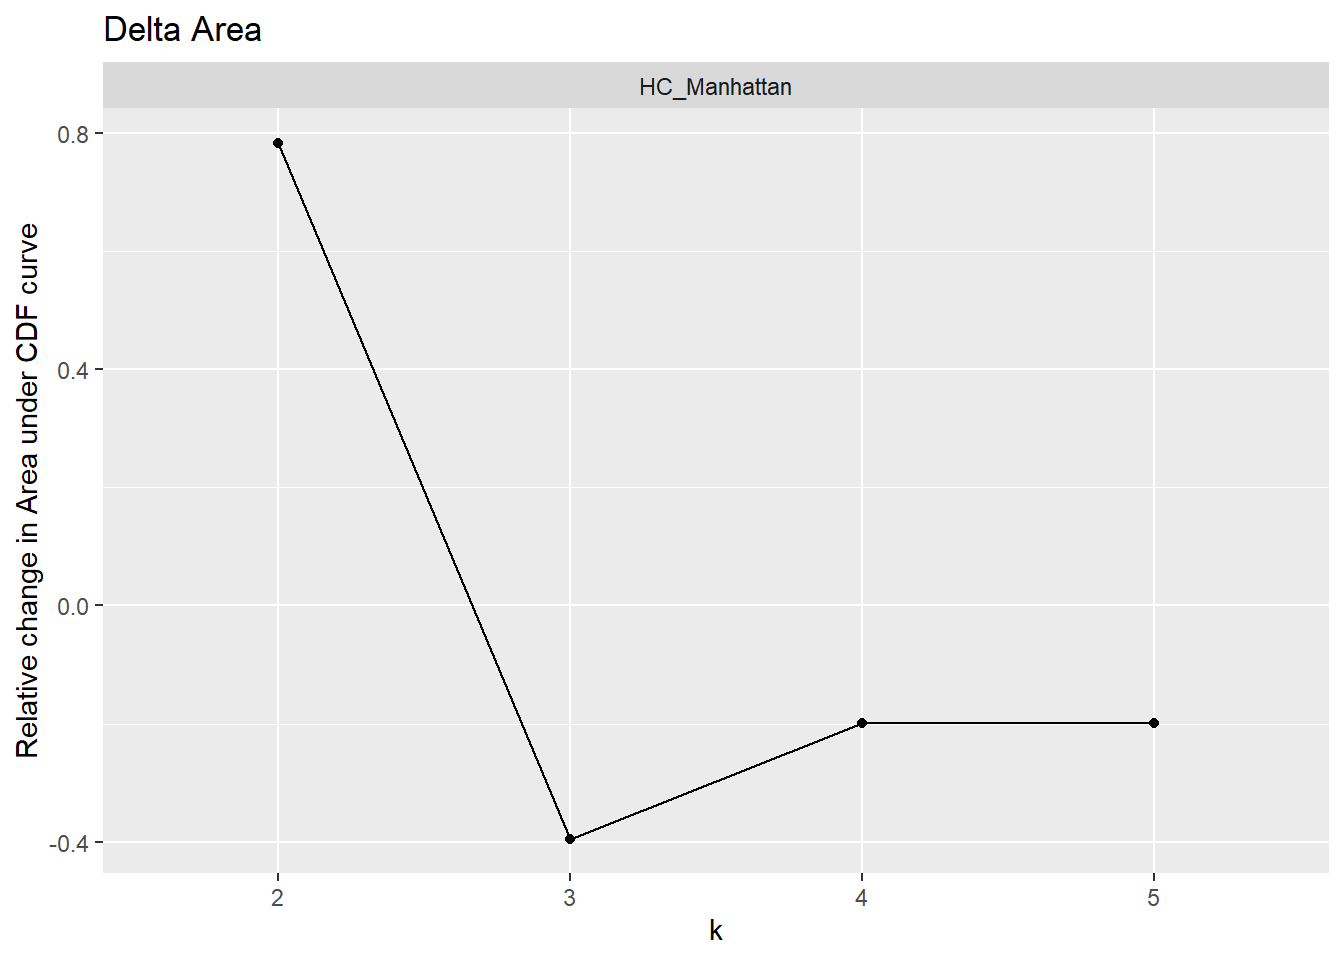 Delta Area
HC_Manhattan
Relative change in Area under CDF curve
0.8
0.4
0.0
-0.4
2 3 4 5
k